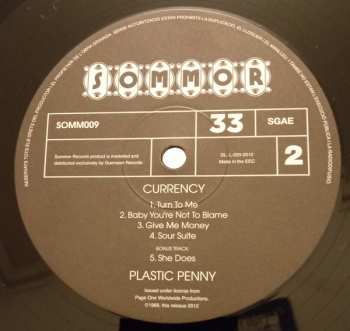 SOMMOR
SOMM009
33
SGAE
Sommor Records product is marketed and
distributed exclusively by Guerssen Records
DL: L-320-2012
Made in the EEC
2
CURRENCY
1. Turn To Me
2. Baby You're Not To Blame
3. Give Me Money
4. Sour Suite
BONUS TRACK:
5. She Does
PLASTIC PENNY
Issued under license from
Page One Worldwide Productions.
©1969, this reissue 2012